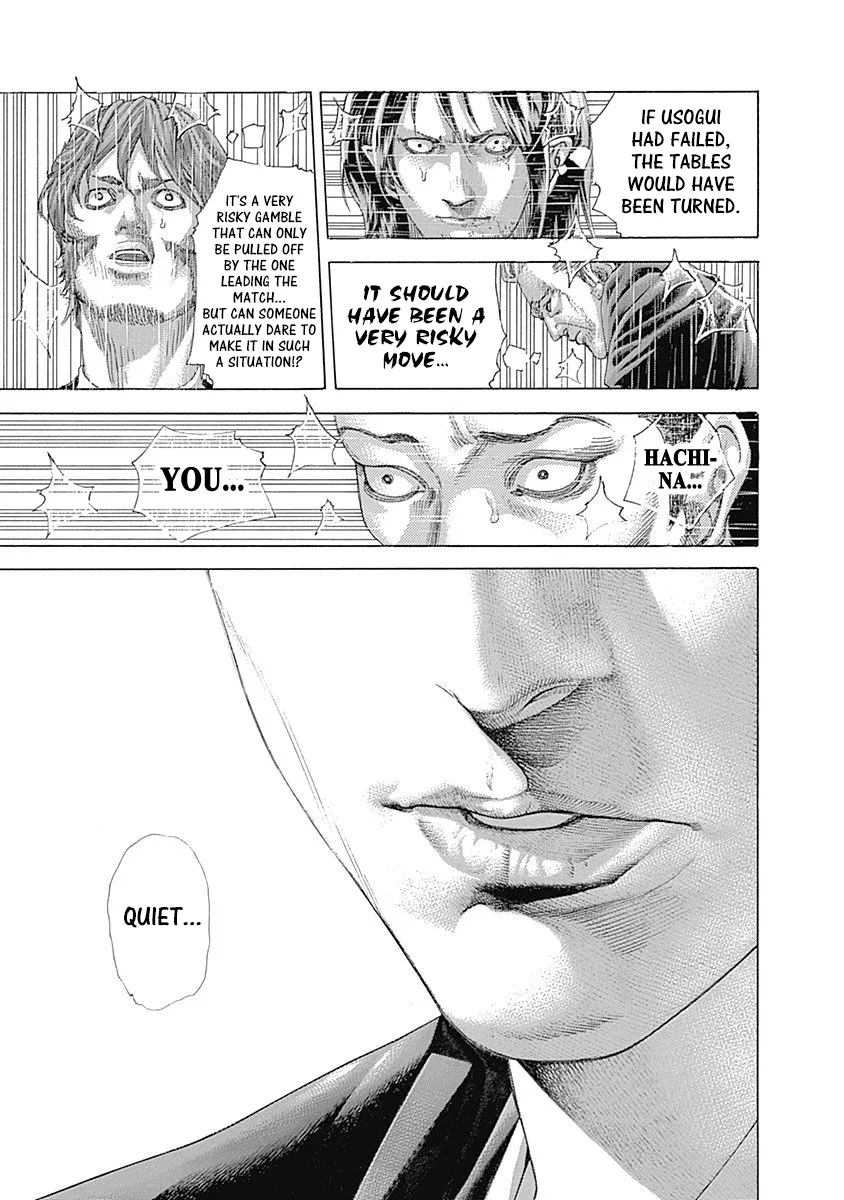 IF USOGUI
HAD FAILED,
THE TABLES
WOULD HAVE
BEEN TURNED.
IT'S A VERY
RISKY GAMBLE
THAT CAN ONLY
BE PULLED OFF
BY THE ONE
LEADING THE
MATCH...
BUT CAN SOMEONE
ACTUALLY DARE TO
MAKE IT IN SUCH
A SITUATION!?
IT SHOULD
HAVE BEEN A
VERY RISKY
MOVE...
HACHI-
NA...
YOU...
QUIET...